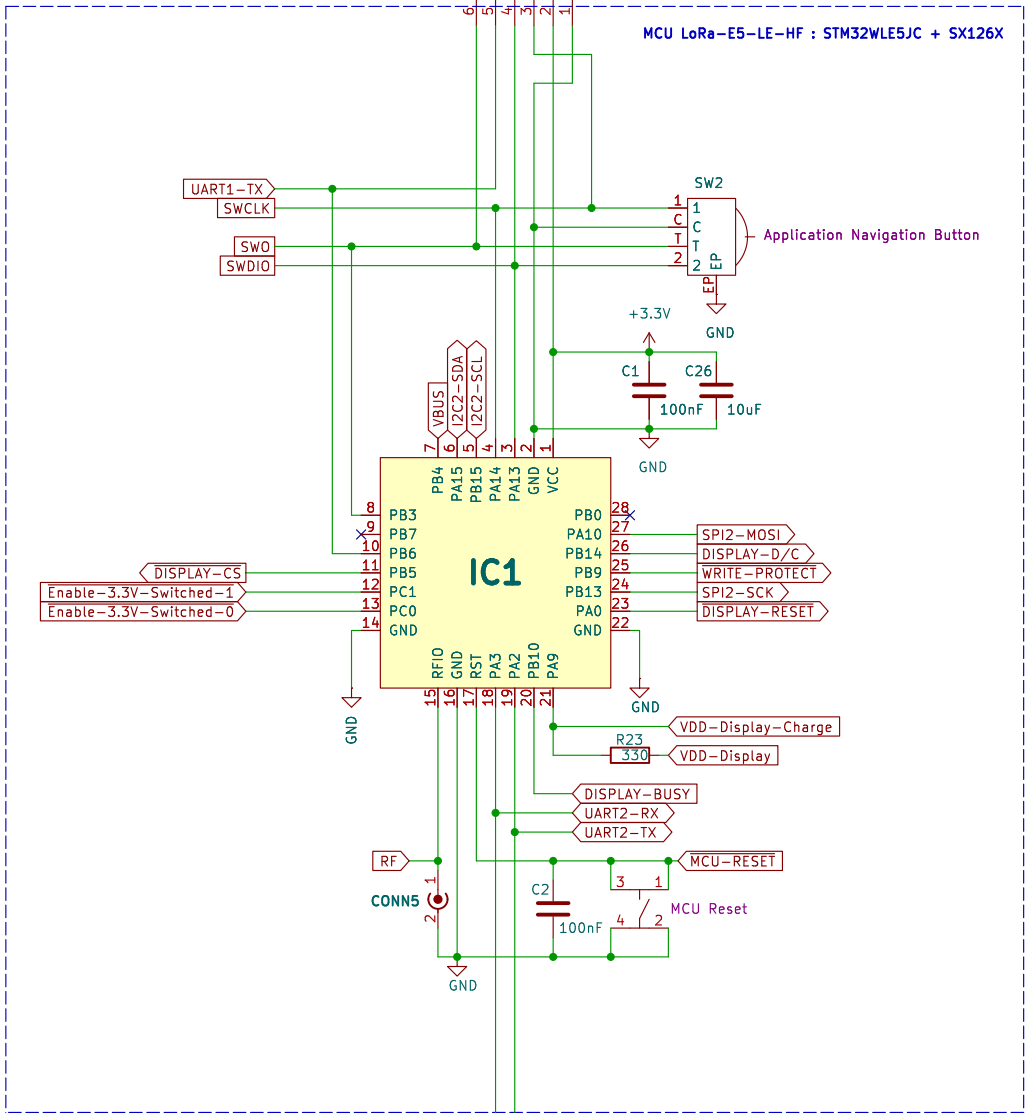 6 5 4 3 2 1
MCU LoRa-E5-LE-HF : STM32WLE5JC + SX126X
SW2
UART1-TX
SWCLK 1 1
C C
Application Navigation Button
SWO T T
SWDIO 2 2
EP
EP
GND
+3.3V
C1 C26
100nF 10uF
GND
VBUS I2C2-SDA I2C2-SCL
7 6 5 4 3 2 1
PB4 PA15 PB15 PA14 PA13 GND VCC
8 PB3 PB0 28
9 PB7 PA10 27 SPI2-MOSI
10 PB6 PB14 26 DISPLAY-D/C
DISPLAY-CS 11 PB5 IC1 PB9 25 WRITE-PROTECT
Enable-3.3V-Switched-1 12 PC1 PB13 24 SPI2-SCK
Enable-3.3V-Switched-0 13 PC0 PA0 23 DISPLAY-RESET
14 GND GND 22
RFIO GND RST PA3 PA2 PB10 PA9
15 16 17 18 19 20 21
GND
GND
VDD-Display-Charge
R23
330
VDD-Display
DISPLAY-BUSY
UART2-RX
UART2-TX
RF
MCU-RESET
1
3 1
C2
CONN5
MCU Reset
2
4 2
100nF
GND